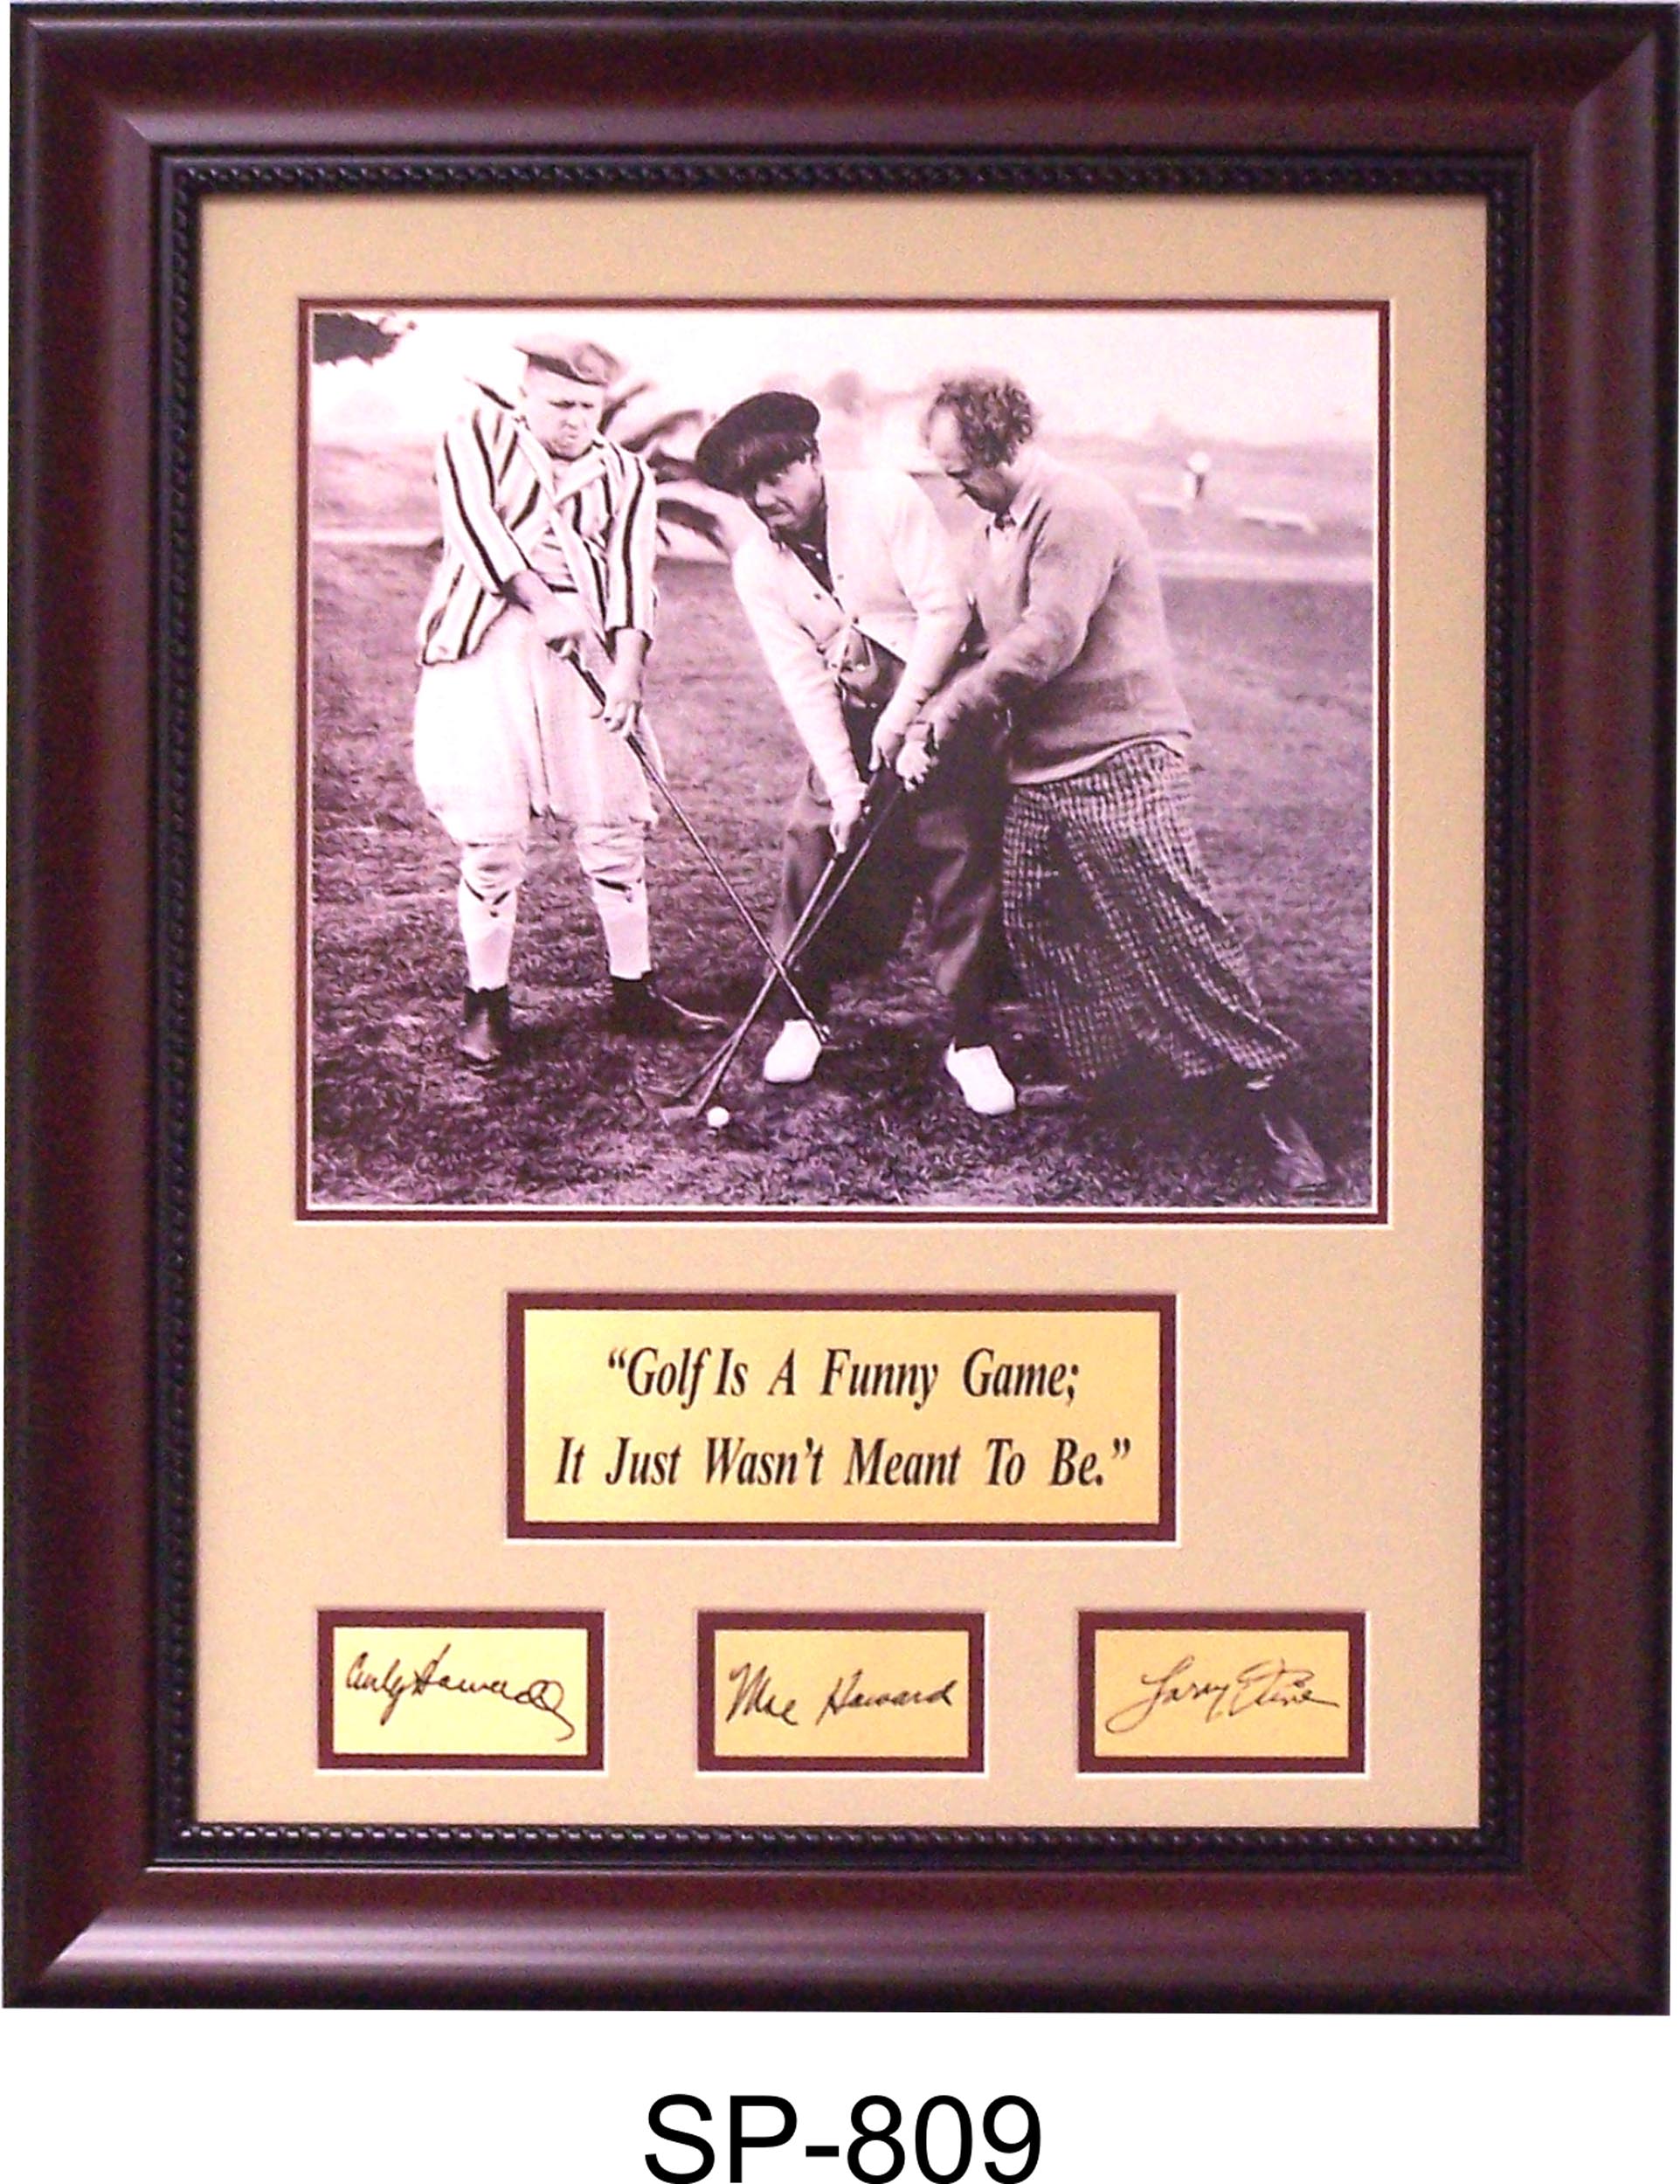 “Golf Is A Funny Game;
It Just Wasn't Meant To Be.”
Curly Howard
Moe Howard
Larry Fine
SP-809